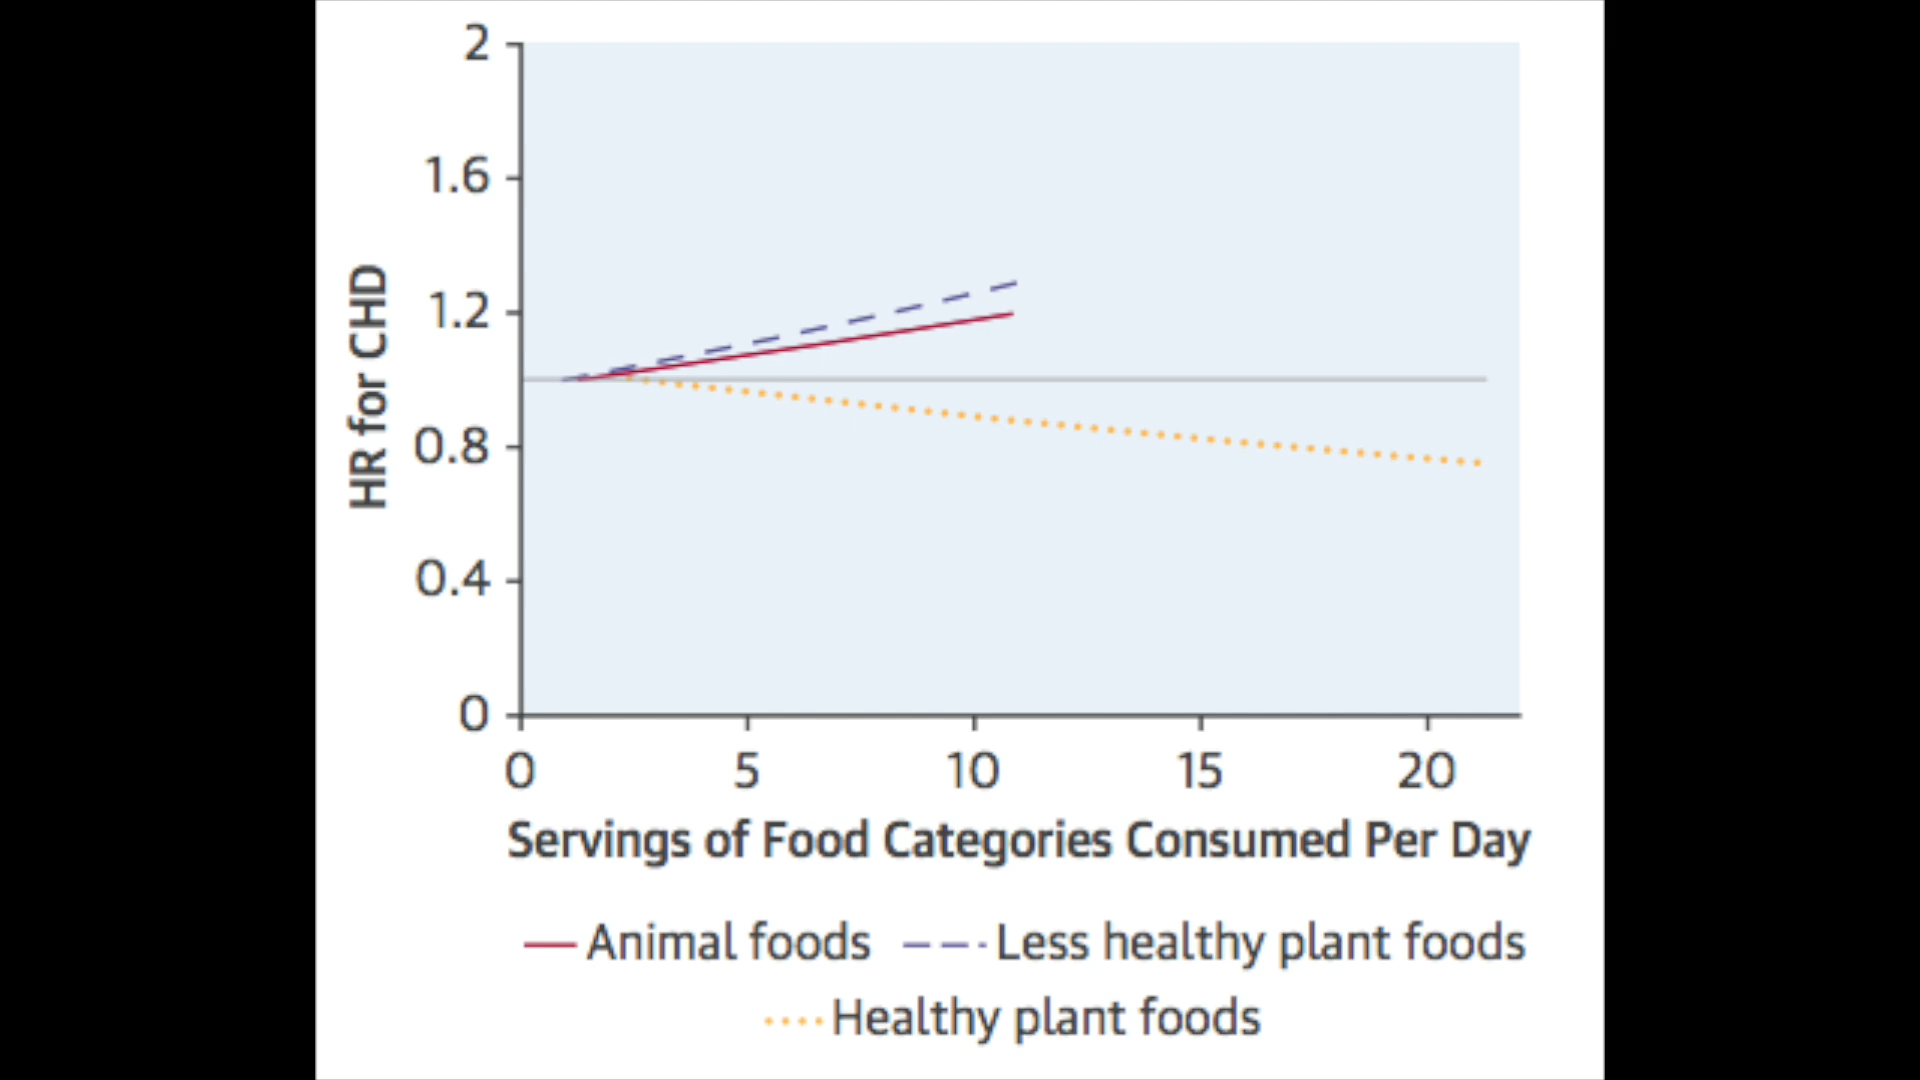 2
1.6
1.2
0.8
0.4
0
HR for CHD
0 5 10 15 20
Servings of Food Categories Consumed Per Day
Animal foods Less healthy plant foods
Healthy plant foods